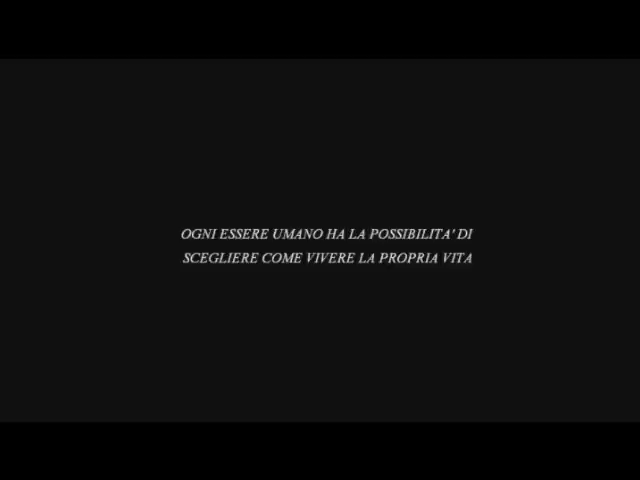 OGNI ESSERE UMANO HA LA POSSIBILITA' DI
SCEGLIERE COME VIVERE LA PROPRIA VITA